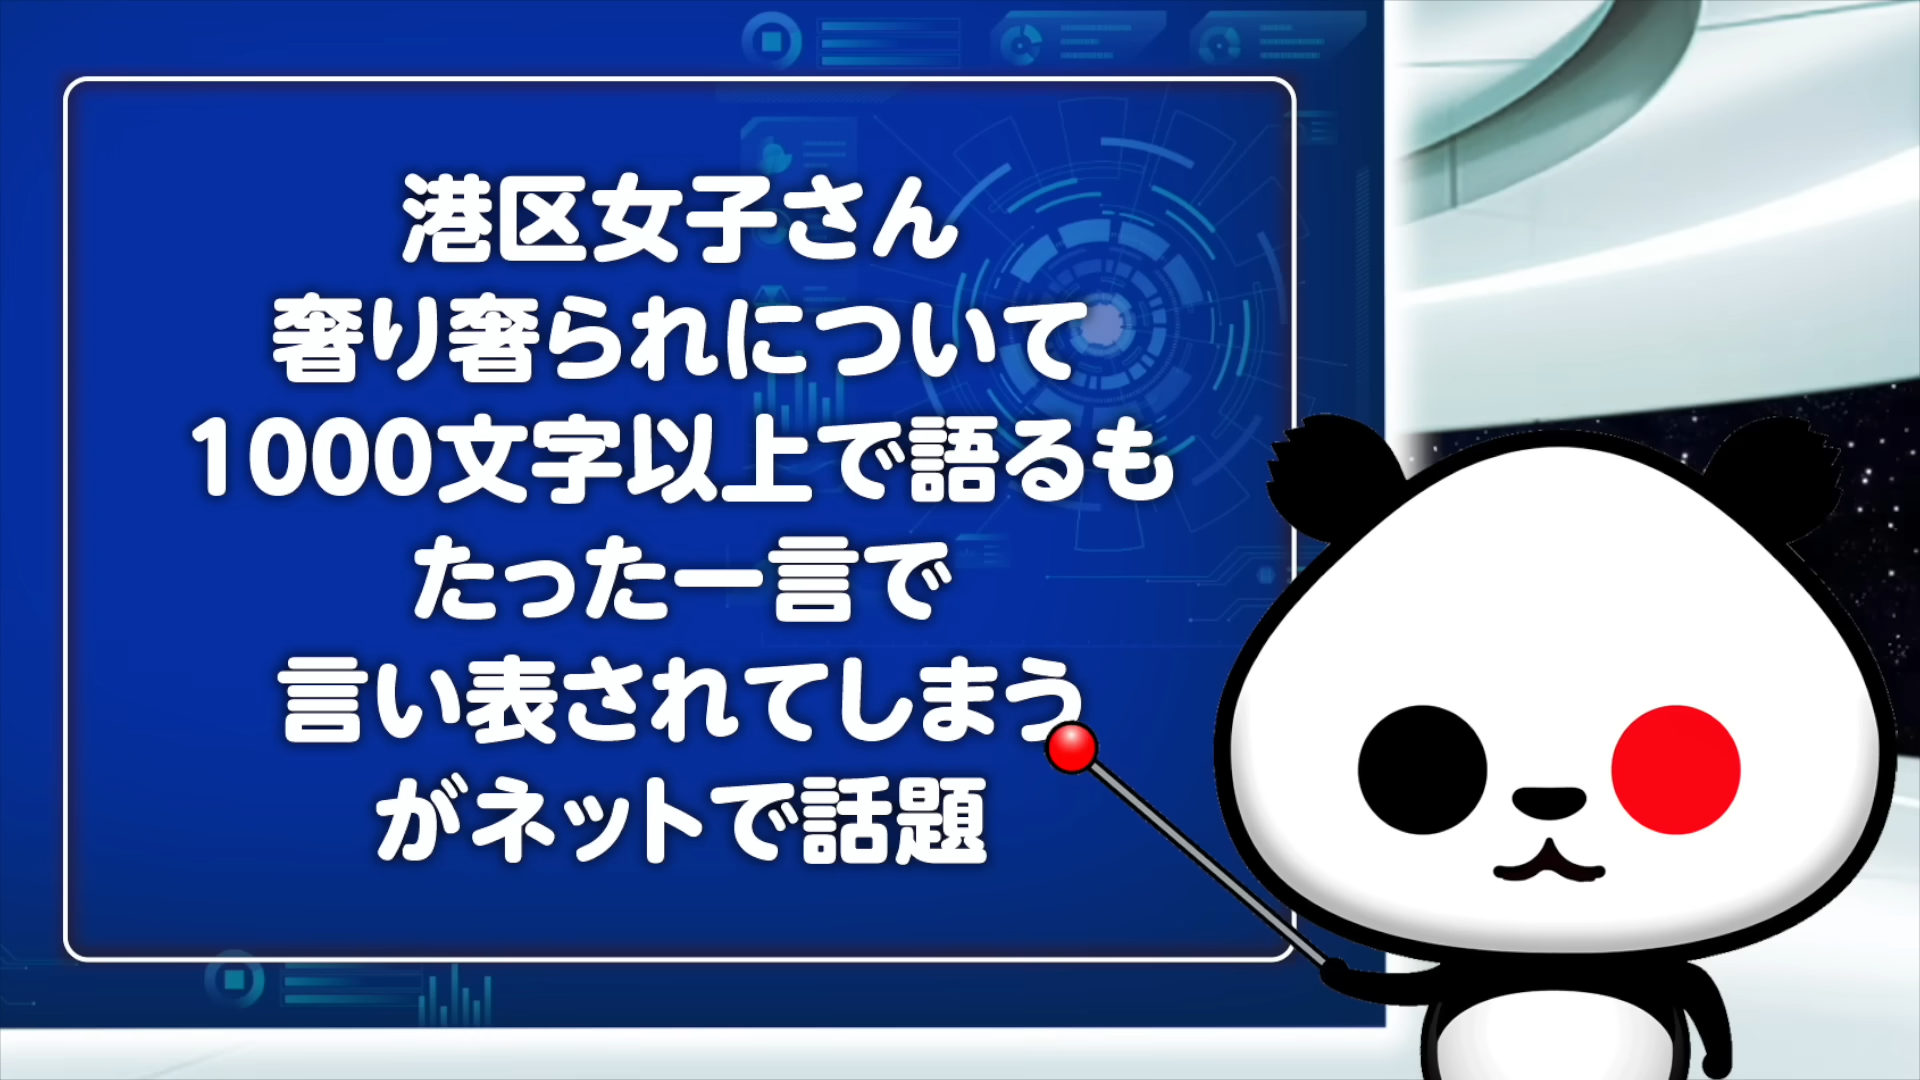 港区女子さん
奢り奢られについて
1000文字以上で語るも
たった一言で
言い表されてしまう
がネットで話題